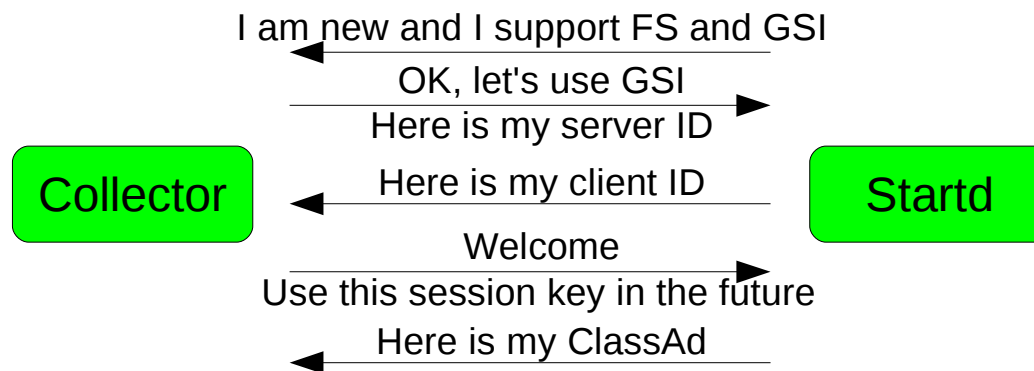 I am new and I support FS and GSI
OK, let's use GSI
Here is my server ID
Collector
Here is my client ID
Startd
Welcome
Use this session key in the future
Here is my ClassAd